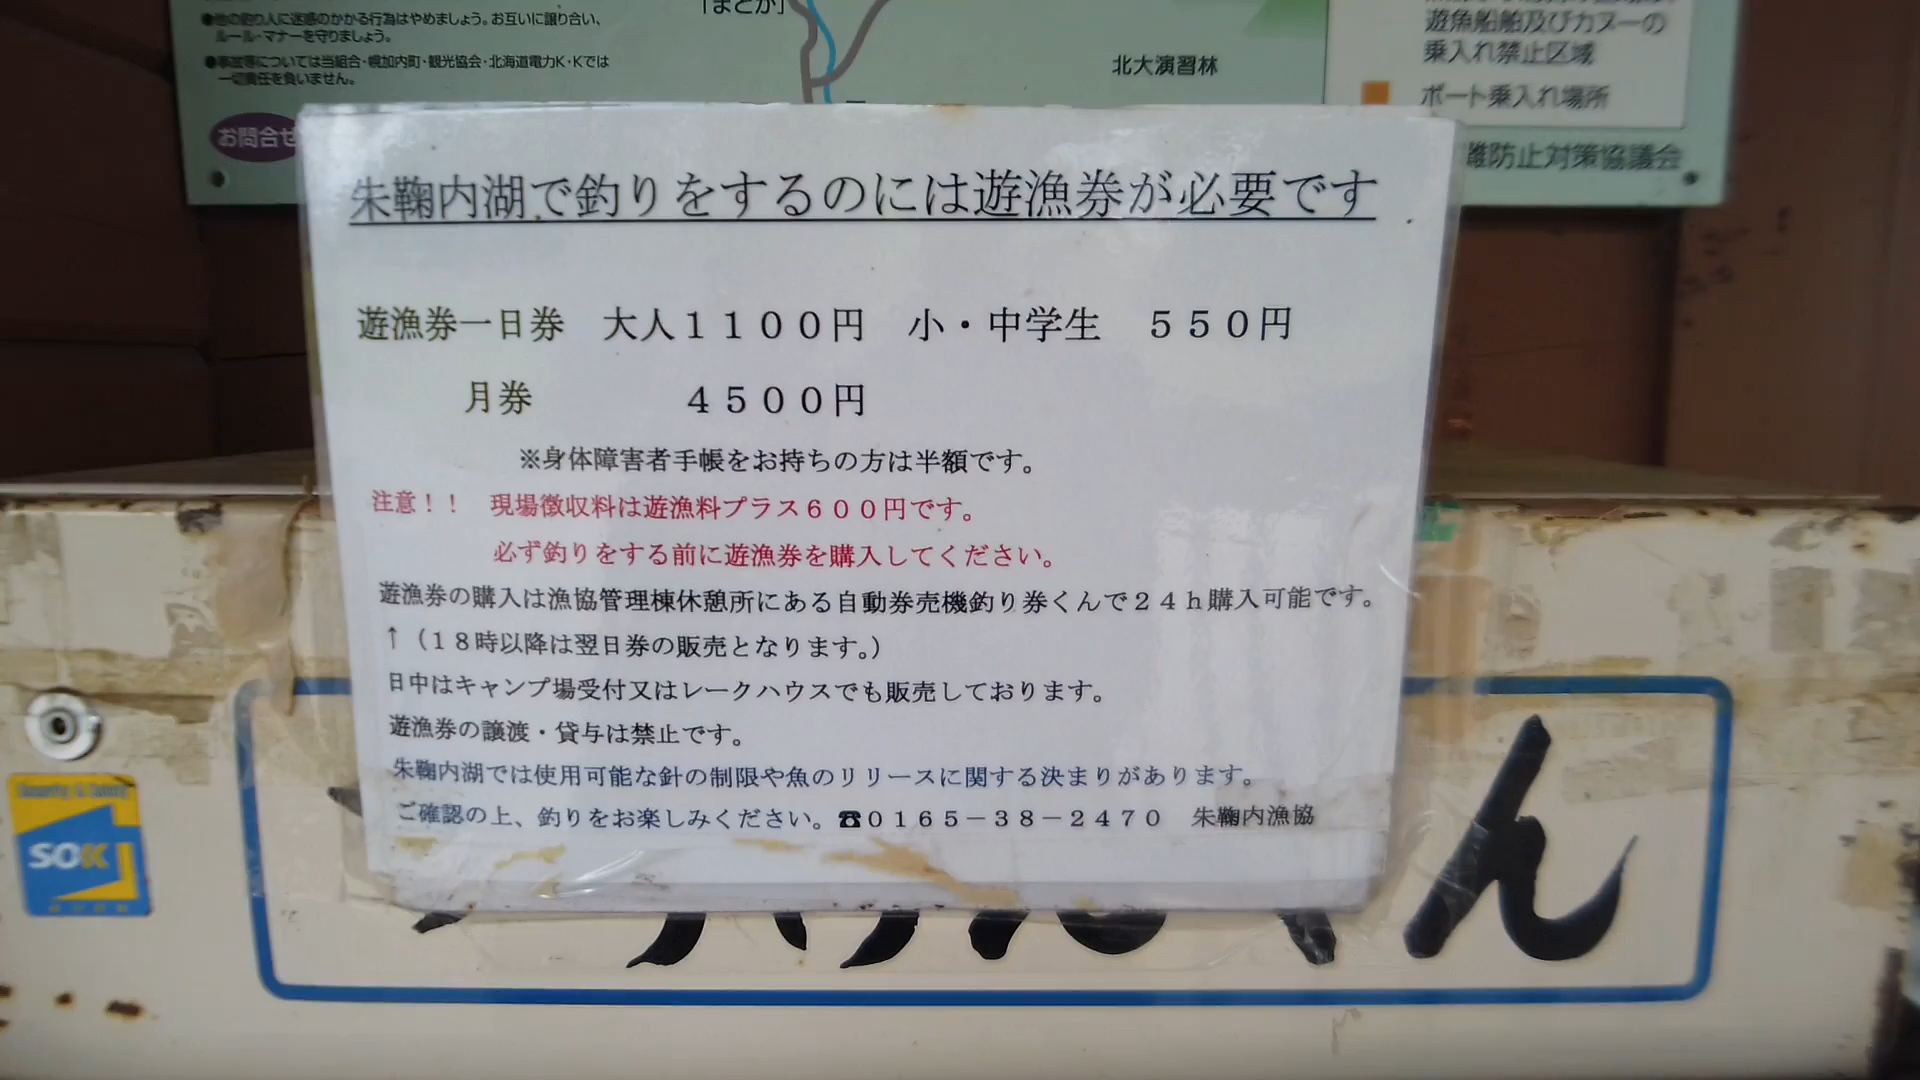 ●他の釣り人に迷惑のかかる行為はやめましょう。お互いに譲り合い、
ルール・マナーを守りましょう。
●事故等については当組合・幌加内町・観光協会・北海道電力K・Kでは
一切責任を負いません。
お問合せ
「まどか」
北大演習林
遊魚船舶及びカヌーの
乗入れ禁止区域
ボート乗入れ場所
難防止対策協議会
朱鞠内湖で釣りをするのには遊漁券が必要です
遊漁券一日券 大人１１００円 小・中学生 ５５０円
月券 ４５００円
※身体障害者手帳をお持ちの方は半額です。
注意！！ 現場徴収料は遊漁料プラス６００円です。
必ず釣りをする前に遊漁券を購入してください。
遊漁券の購入は漁協管理棟休憩所にある自動券売機釣り券くんで２４ｈ購入可能です。
↑（１８時以降は翌日券の販売となります。）
日中はキャンプ場受付又はレークハウスでも販売しております。
遊漁券の譲渡・貸与は禁止です。
朱鞠内湖では使用可能な針の制限や魚のリリースに関する決まりがあります。
ご確認の上、釣りをお楽しみください。☎０１６５－３８－２４７０ 朱鞠内漁協
Security & Safety
SOK
ん